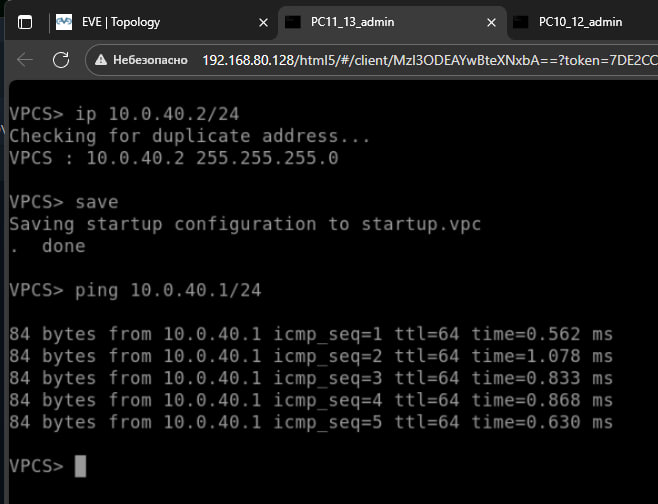 EVE | Topology
PC11_13_admin
PC10_12_admin
Небезопасно 192.168.80.128/html5/#/client/MzI3ODEAYwBteXNxbA==?token=7DE2CC
VPCS> ip 10.0.40.2/24
Checking for duplicate address...
VPCS : 10.0.40.2 255.255.255.0
VPCS> save
Saving startup configuration to startup.vpc
.  done
VPCS> ping 10.0.40.1/24
84 bytes from 10.0.40.1 icmp_seq=1 ttl=64 time=0.562 ms
84 bytes from 10.0.40.1 icmp_seq=2 ttl=64 time=1.078 ms
84 bytes from 10.0.40.1 icmp_seq=3 ttl=64 time=0.833 ms
84 bytes from 10.0.40.1 icmp_seq=4 ttl=64 time=0.868 ms
84 bytes from 10.0.40.1 icmp_seq=5 ttl=64 time=0.630 ms
VPCS>